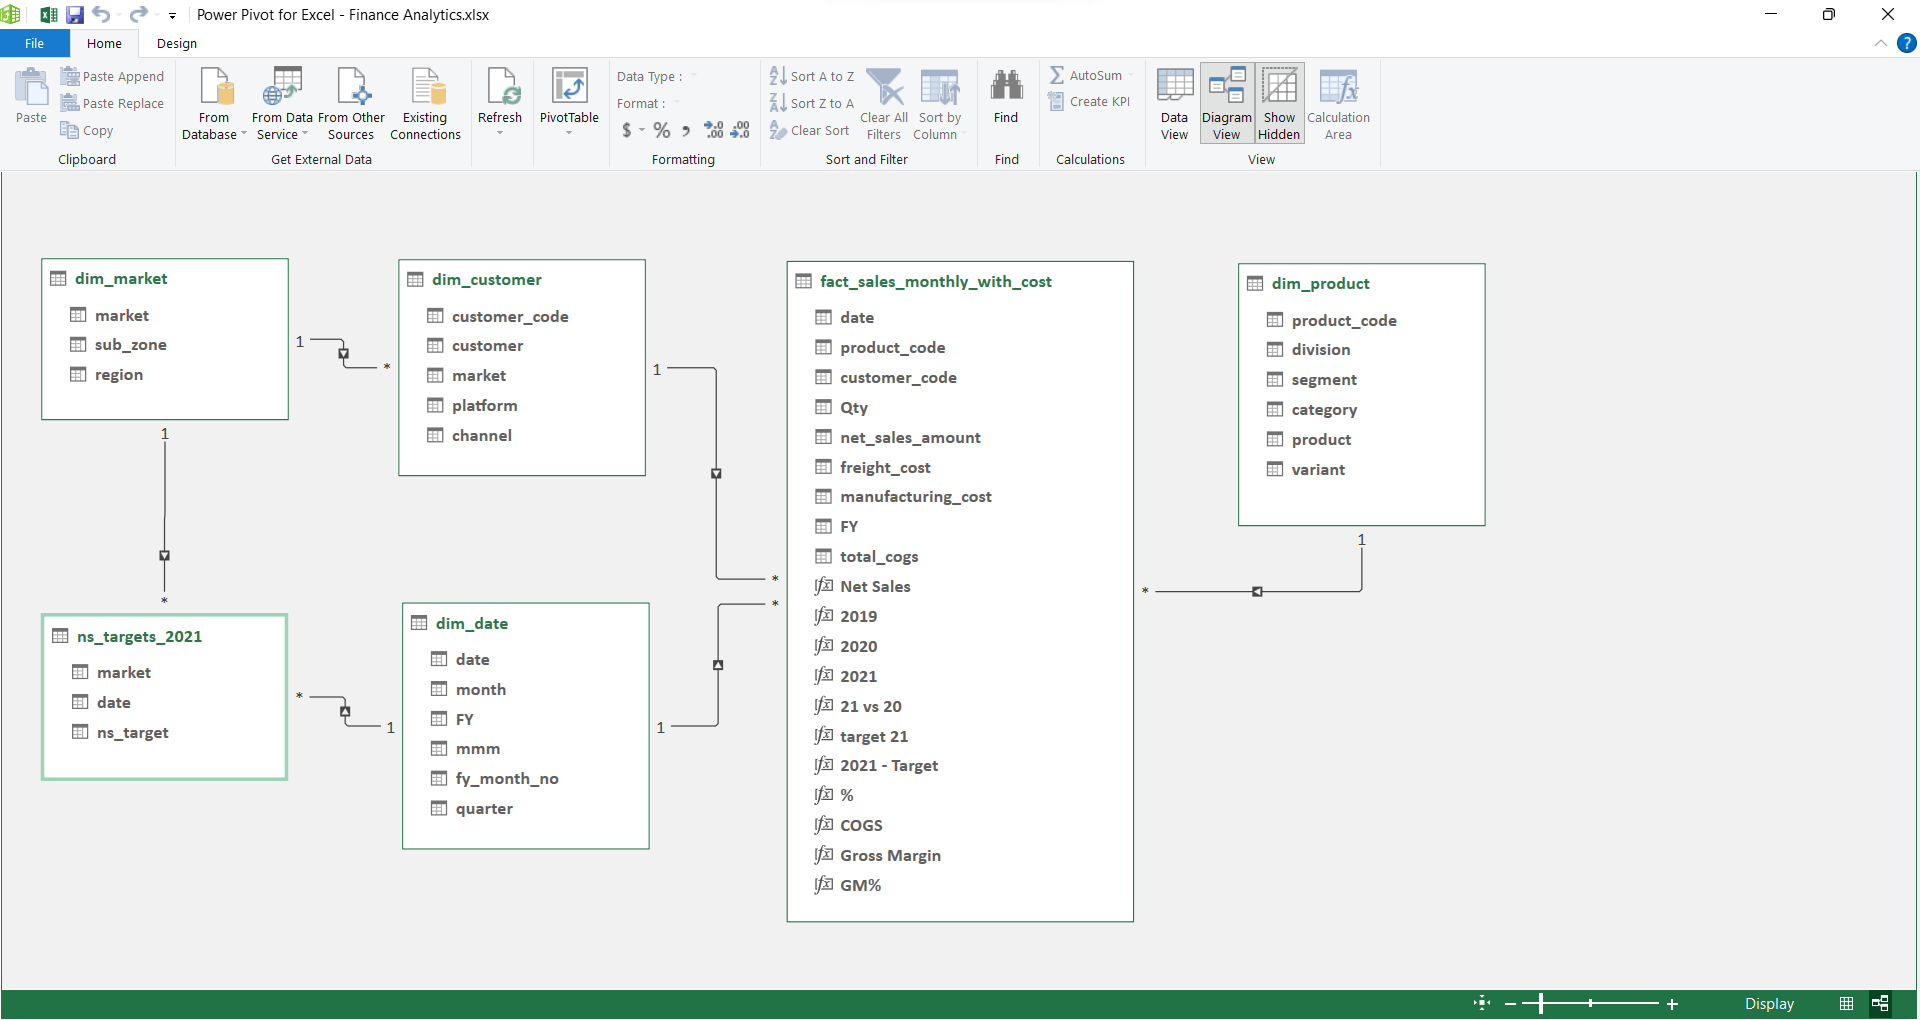 Power Pivot for Excel - Finance Analytics.xlsx
File Home Design
?
Paste
Paste Append
Paste Replace
Copy
Clipboard
From Database
From Data Service
From Other Sources
Existing Connections
Get External Data
Refresh
PivotTable
Data Type :
Format :
$ % , .00 .00
Formatting
Sort A to Z
Sort Z to A
Clear Sort
Clear All Filters
Sort by Column
Sort and Filter
Find
Find
AutoSum
Create KPI
Calculations
Data View
Diagram View
Show Hidden
Calculation Area
View
dim_market
market
sub_zone
region
1
*
1
*
dim_customer
customer_code
customer
market
platform
channel
1
*
fact_sales_monthly_with_cost
date
product_code
customer_code
Qty
net_sales_amount
freight_cost
manufacturing_cost
FY
total_cogs
Net Sales
2019
2020
2021
21 vs 20
target 21
2021 - Target
%
COGS
Gross Margin
GM%
dim_product
product_code
division
segment
category
product
variant
1
*
ns_targets_2021
market
date
ns_target
*
1
dim_date
date
month
FY
mmm
fy_month_no
quarter
1
*
Display